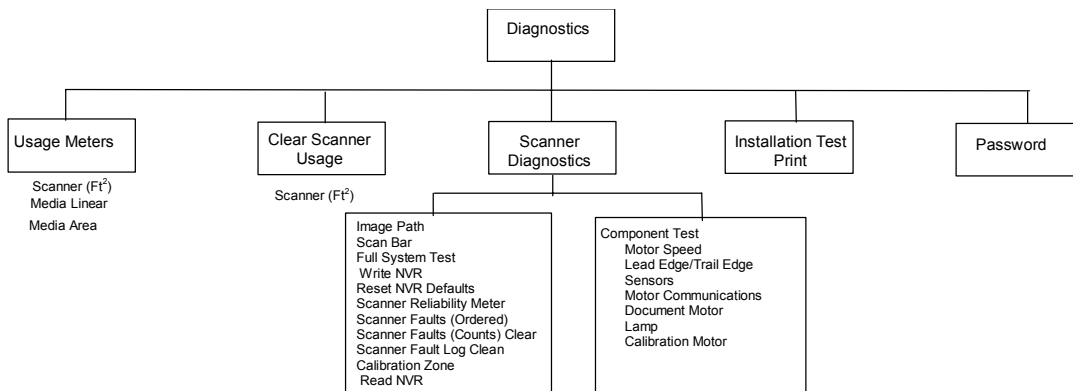 Diagnostics
Usage Meters
Scanner (Ft²)
Media Linear
Media Area
Clear Scanner
Usage
Scanner (Ft²)
Scanner
Diagnostics
Image Path
Scan Bar
Full System Test
Write NVR
Reset NVR Defaults
Scanner Reliability Meter
Scanner Faults (Ordered)
Scanner Faults (Counts) Clear
Scanner Fault Log Clean
Calibration Zone
Read NVR
Component Test
Motor Speed
Lead Edge/Trail Edge
Sensors
Motor Communications
Document Motor
Lamp
Calibration Motor
Installation Test
Print
Password